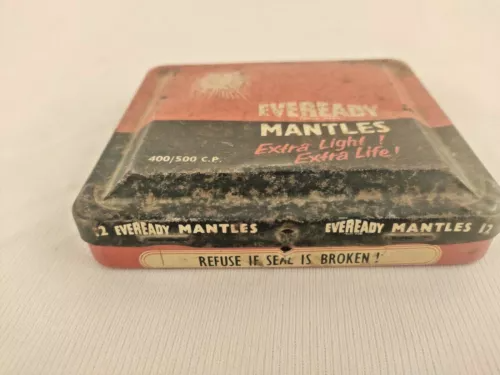 EVEREADY
MANTLES
Extra Light !
Extra Life !
400/500 C.P.
12 EVEREADY MANTLES
EVEREADY MANTLES 12
REFUSE IF SEAL IS BROKEN !